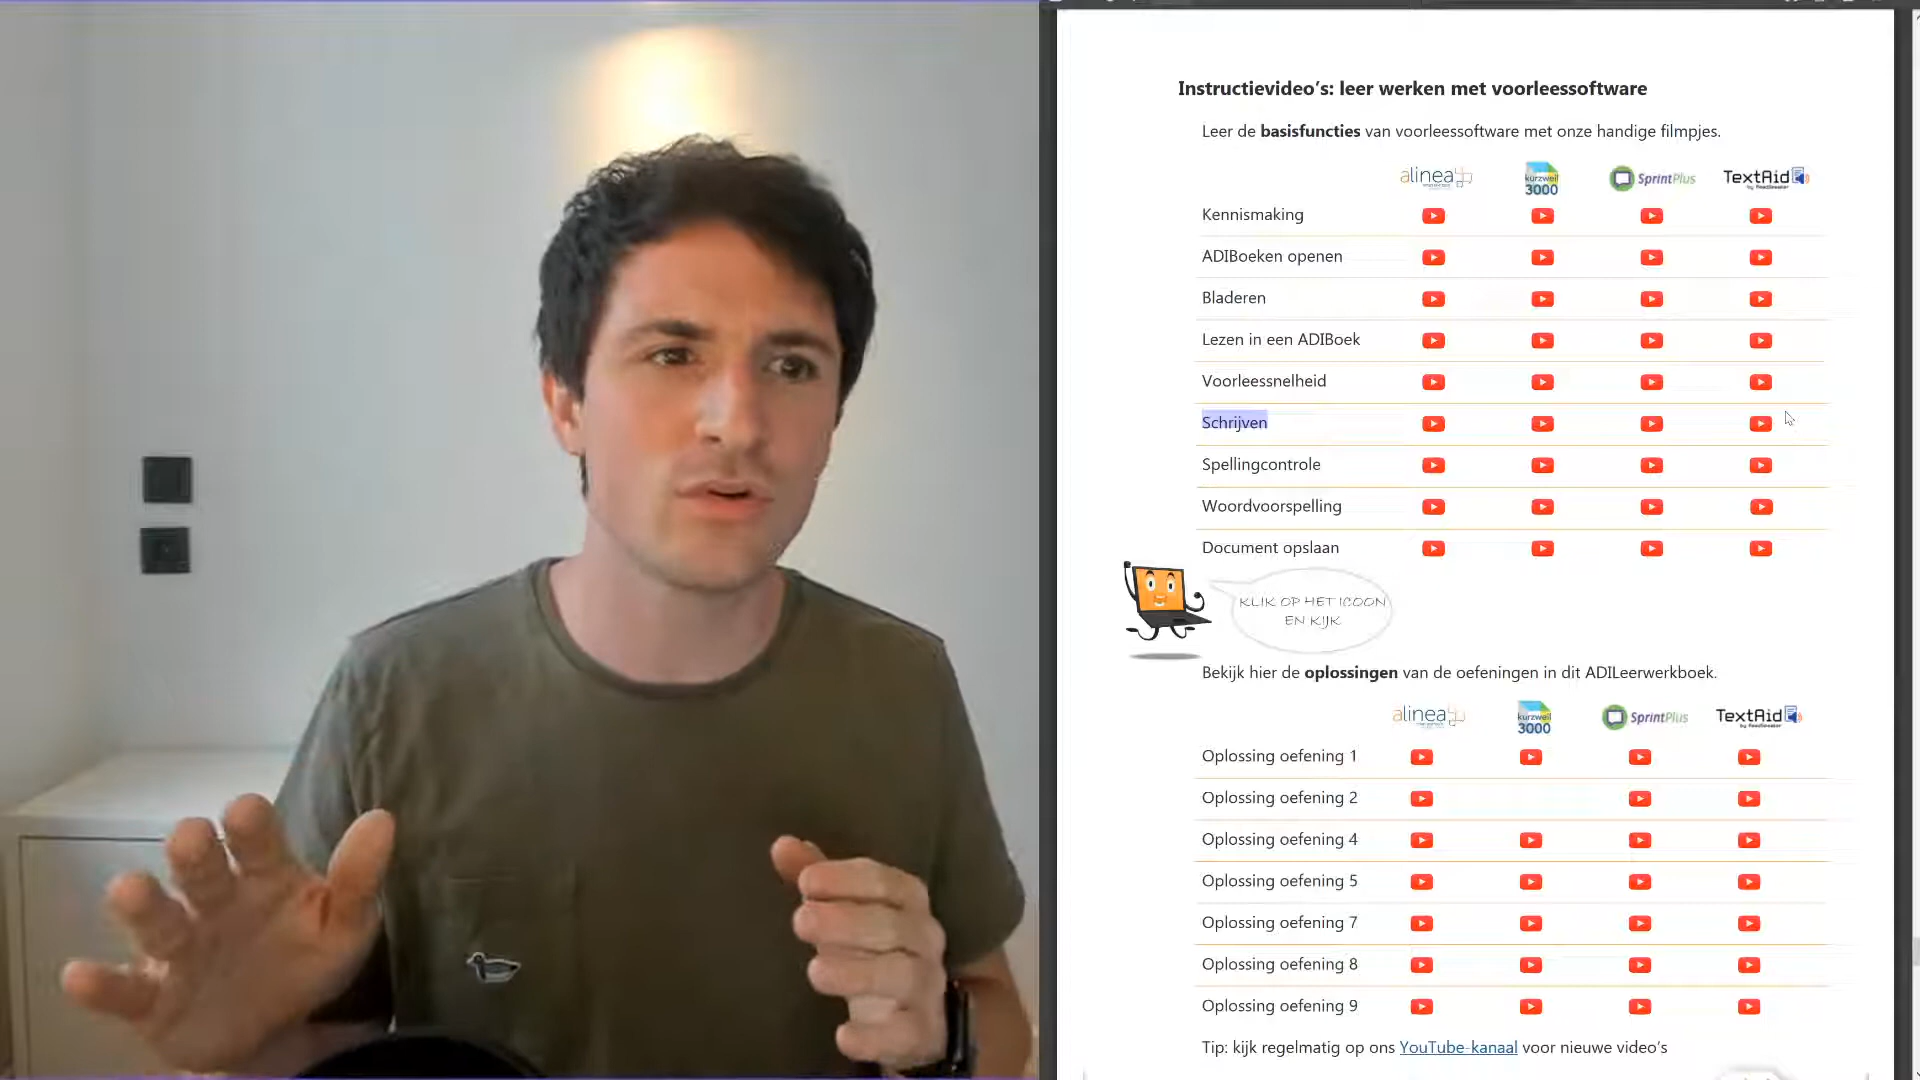 Instructievideo's: leer werken met voorleessoftware
Leer de basisfuncties van voorleessoftware met onze handige filmpjes.
alinea kurzweil 3000 SprintPlus TextAid
Kennismaking
ADIBoeken openen
Bladeren
Lezen in een ADIBoek
Voorleessnelheid
Schrijven
Spellingcontrole
Woordvoorspelling
Document opslaan
KLIK OP HET ICOON
EN KIJK
Bekijk hier de oplossingen van de oefeningen in dit ADILeerwerkboek.
alinea kurzweil 3000 SprintPlus TextAid
Oplossing oefening 1
Oplossing oefening 2
Oplossing oefening 4
Oplossing oefening 5
Oplossing oefening 7
Oplossing oefening 8
Oplossing oefening 9
Tip: kijk regelmatig op ons YouTube-kanaal voor nieuwe video's